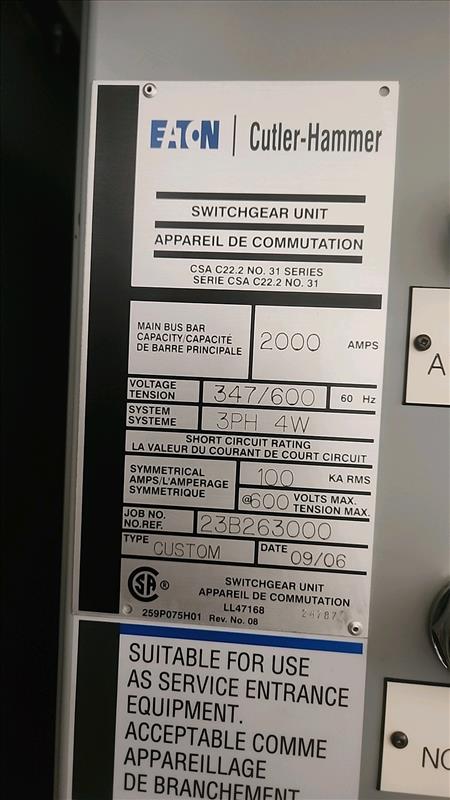 EATON | Cutler-Hammer
SWITCHGEAR UNIT
APPAREIL DE COMMUTATION
CSA C22.2 NO. 31 SERIES
SERIE CSA C22.2 NO. 31
MAIN BUS BAR
CAPACITY/CAPACITÉ
DE BARRE PRINCIPALE
2000 AMPS
VOLTAGE
TENSION
347/600 60 Hz
SYSTEM
SYSTEME
3PH 4W
SHORT CIRCUIT RATING
LA VALEUR DU COURANT DE COURT CIRCUIT
SYMMETRICAL
AMPS/L'AMPERAGE
SYMMETRIQUE
100 KA RMS
@600 VOLTS MAX.
TENSION MAX.
JOB NO.
NO.REF.
23B263000
TYPE CUSTOM DATE 09/06
CSA ®
SWITCHGEAR UNIT
APPAREIL DE COMMUTATION
LL47168
259P075H01 Rev. No. 08
SUITABLE FOR USE
AS SERVICE ENTRANCE
EQUIPMENT.
ACCEPTABLE COMME
APPAREILLAGE
DE BRANCHEMENT
A
NO